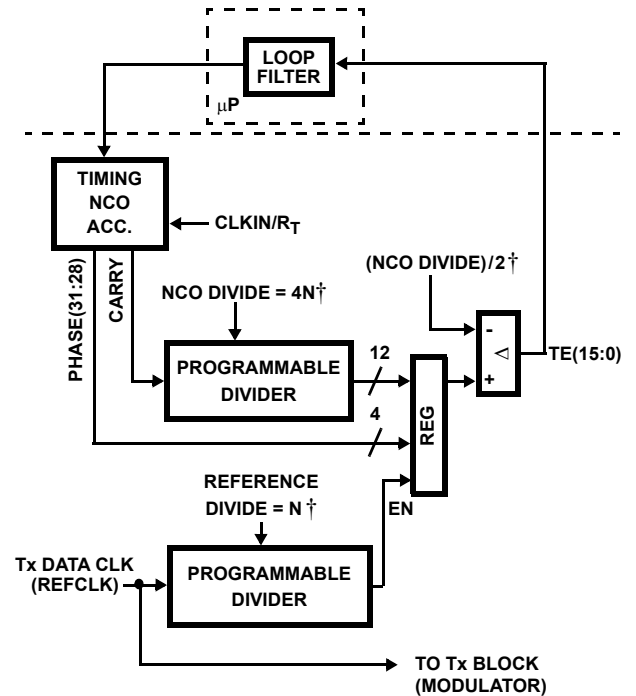 LOOP
FILTER
μP
TIMING
NCO
ACC.
CLKIN/RT
PHASE(31:28)
CARRY
NCO DIVIDE = 4N†
(NCO DIVIDE)/2†
PROGRAMMABLE
DIVIDER
12
4
REG
-
+
Δ
TE(15:0)
REFERENCE
DIVIDE = N†
EN
Tx DATA CLK
(REFCLK)
PROGRAMMABLE
DIVIDER
TO Tx BLOCK
(MODULATOR)